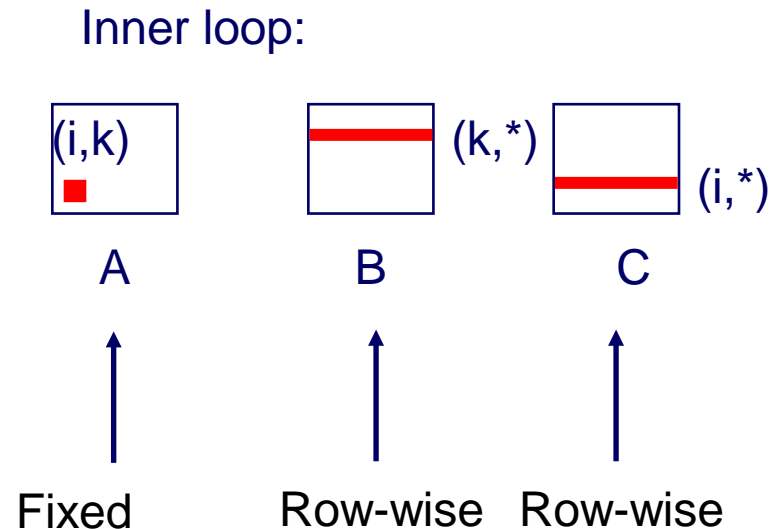 Inner loop:
(i,k)
(k,*)
(i,*)
A
B
C
Fixed
Row-wise
Row-wise